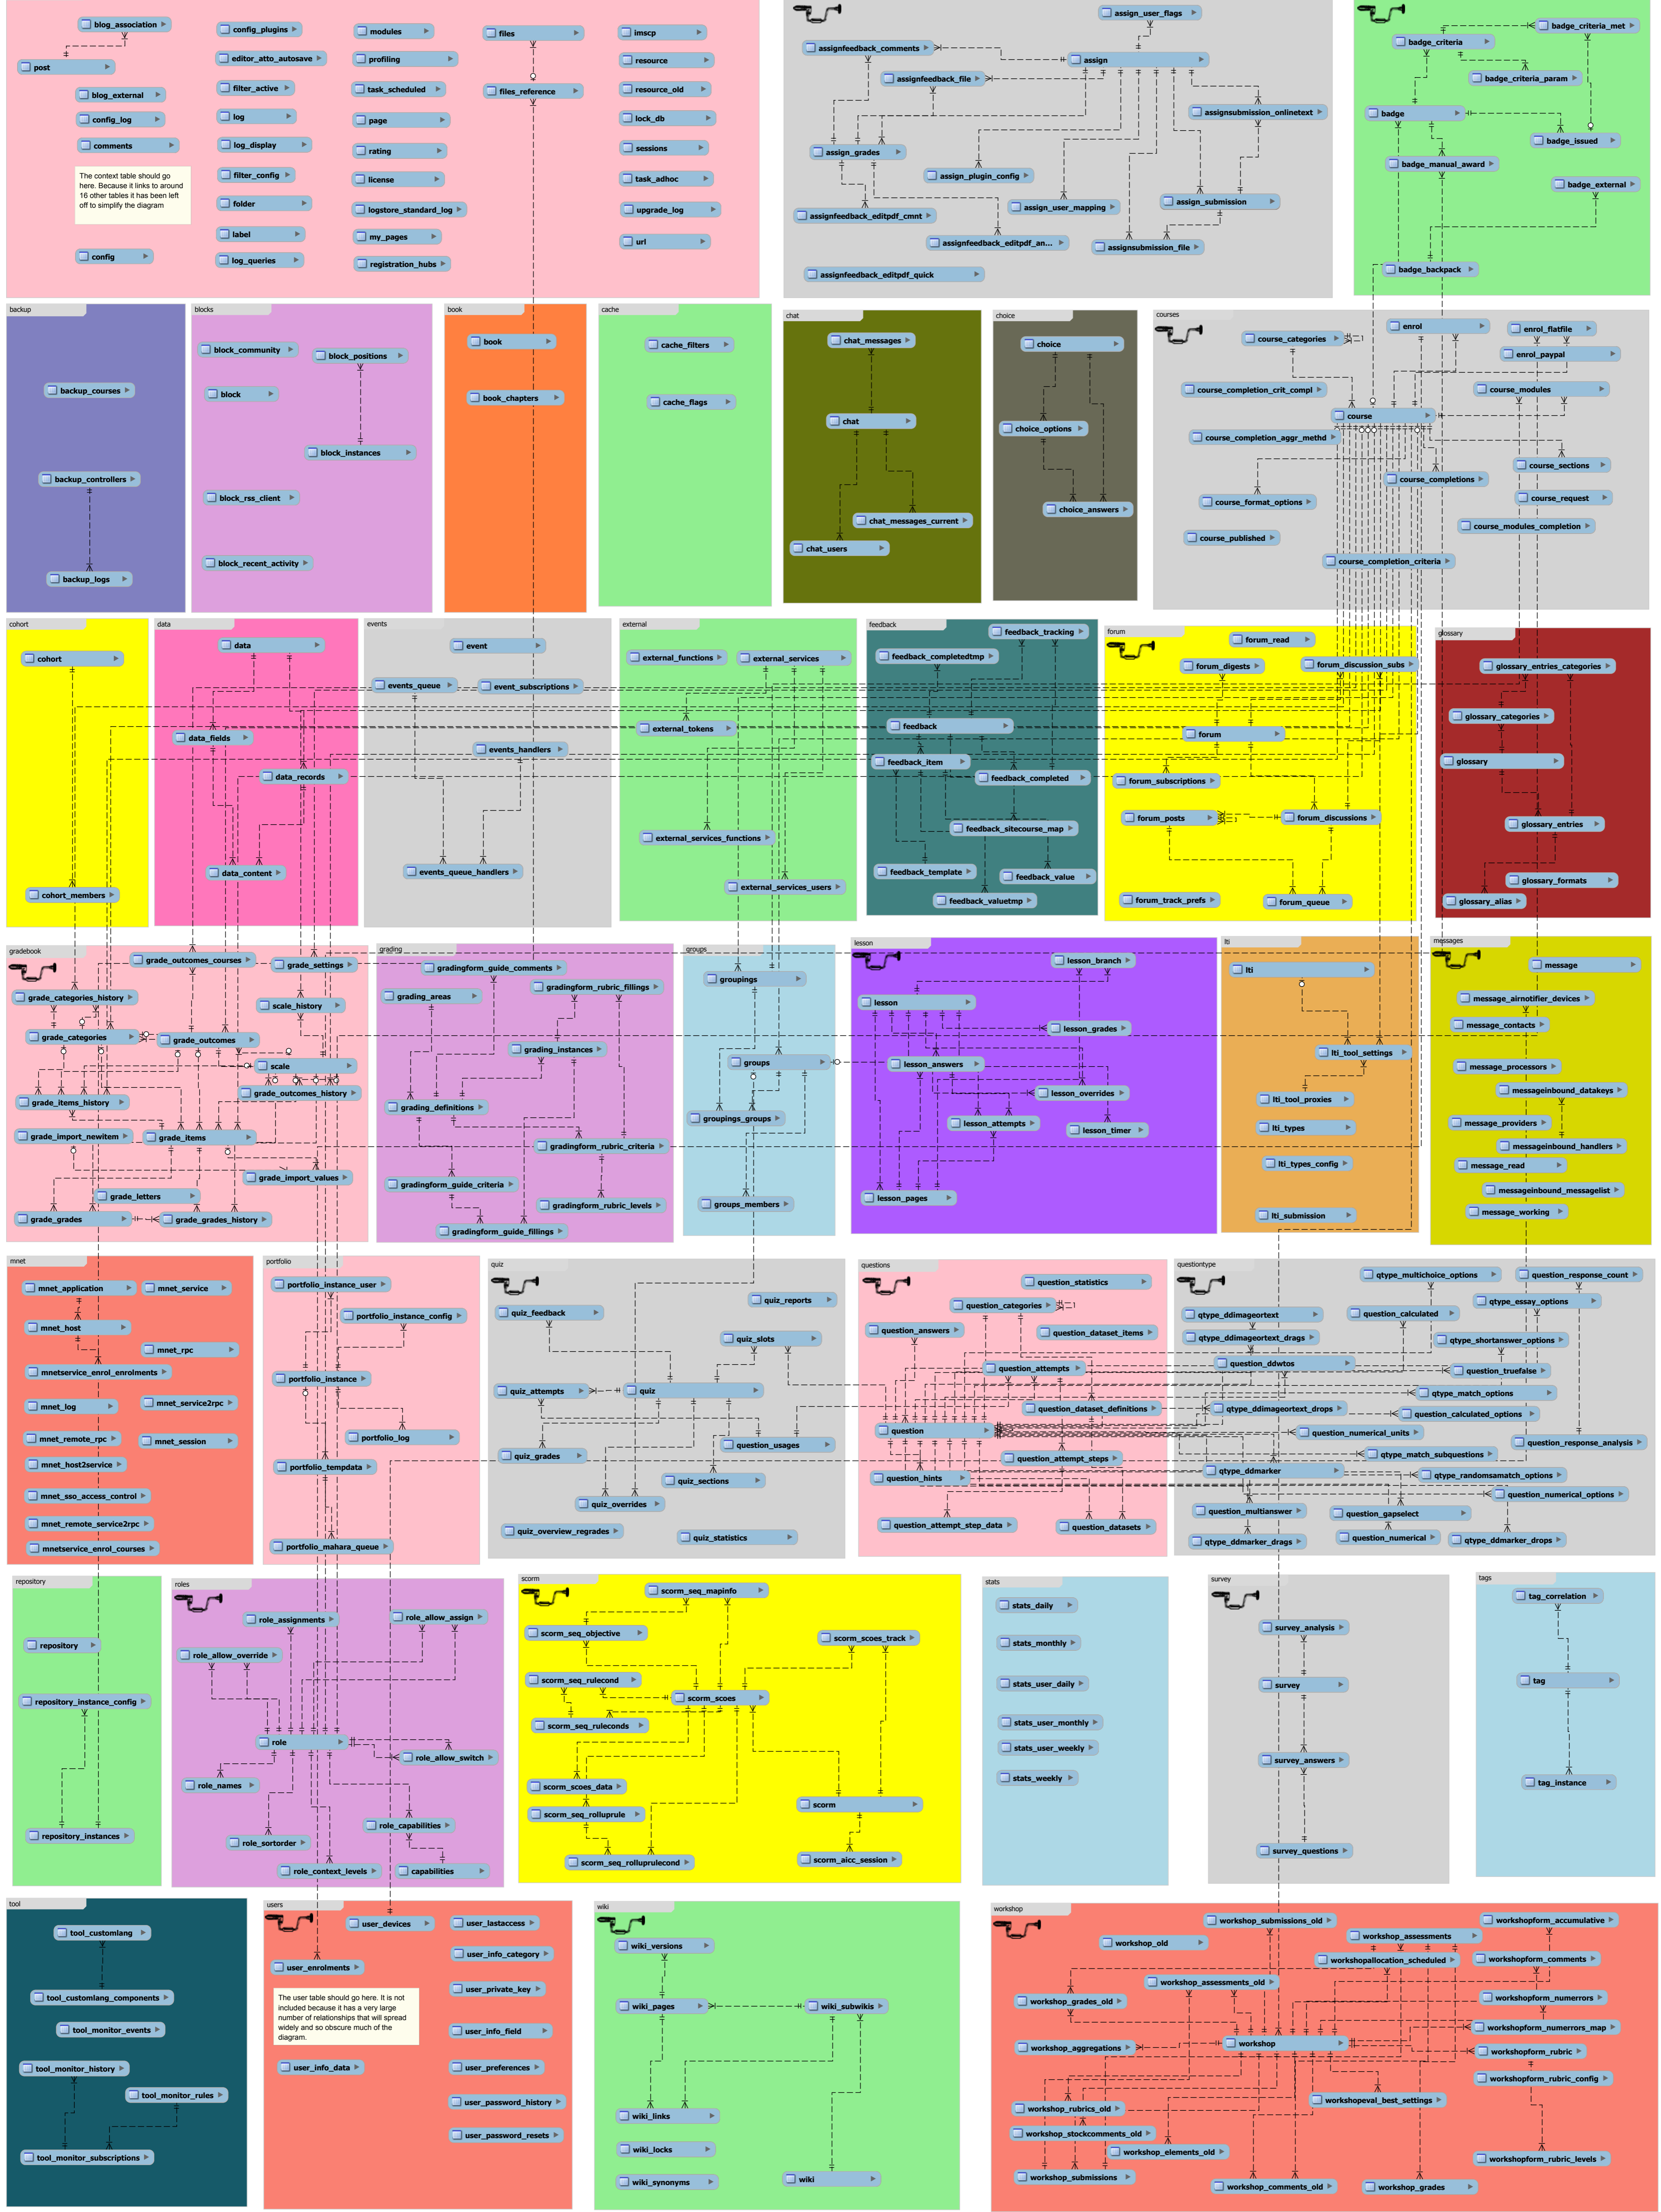 blog_association
post
blog_external
config_log
comments
The context table should go
here. Because it links to around
16 other tables it has been left
off to simplify the diagram
config
config_plugins
editor_atto_autosave
filter_active
log
log_display
filter_config
folder
label
log_queries
modules
profiling
task_scheduled
page
rating
license
logstore_standard_log
my_pages
registration_hubs
files
files_reference
imscp
resource
resource_old
lock_db
sessions
task_adhoc
upgrade_log
url
assign_user_flags
assignfeedback_comments
assign
assignfeedback_file
assignsubmission_onlinetext
assign_grades
assign_plugin_config
assign_user_mapping
assign_submission
assignfeedback_editpdf_cmnt
assignfeedback_editpdf_an...
assignsubmission_file
assignfeedback_editpdf_quick
badge_criteria_met
badge_criteria
badge_criteria_param
badge
badge_issued
badge_manual_award
badge_external
badge_backpack
backup
backup_courses
backup_controllers
backup_logs
blocks
block_community
block_positions
block
block_instances
block_rss_client
block_recent_activity
book
book
book_chapters
cache
cache_filters
cache_flags
chat
chat_messages
chat
chat_messages_current
chat_users
choice
choice
choice_options
choice_answers
courses
course_categories
enrol
enrol_flatfile
enrol_paypal
course_completion_crit_compl
course_modules
course
course_completion_aggr_methd
course_sections
course_completions
course_format_options
course_request
course_modules_completion
course_published
course_completion_criteria
cohort
cohort
cohort_members
data
data
data_fields
data_records
data_content
events
event
events_queue
event_subscriptions
events_handlers
events_queue_handlers
external
external_functions
external_services
external_tokens
external_services_functions
external_services_users
feedback
feedback_tracking
feedback_completedtmp
feedback
feedback_item
feedback_completed
feedback_sitecourse_map
feedback_template
feedback_value
feedback_valuetmp
forum
forum_read
forum_digests
forum_discussion_subs
forum
forum_subscriptions
forum_posts
forum_discussions
forum_track_prefs
forum_queue
glossary
glossary_entries_categories
glossary_categories
glossary
glossary_entries
glossary_formats
glossary_alias
gradebook
grade_outcomes_courses
grade_settings
grade_categories_history
scale_history
grade_categories
grade_outcomes
scale
grade_outcomes_history
grade_items_history
grade_import_newitem
grade_items
grade_import_values
grade_letters
grade_grades
grade_grades_history
grading
gradingform_guide_comments
grading_areas
gradingform_rubric_fillings
grading_instances
grading_definitions
gradingform_rubric_criteria
gradingform_guide_criteria
gradingform_rubric_levels
gradingform_guide_fillings
groups
groupings
groups
groupings_groups
groups_members
lesson
lesson_branch
lesson
lesson_grades
lesson_answers
lesson_overrides
lesson_attempts
lesson_timer
lesson_pages
lti
lti
lti_tool_settings
lti_tool_proxies
lti_types
lti_types_config
lti_submission
messages
message
message_airnotifier_devices
message_contacts
message_processors
messageinbound_datakeys
message_providers
messageinbound_handlers
message_read
messageinbound_messagelist
message_working
mnet
mnet_application
mnet_service
mnet_host
mnet_rpc
mnetservice_enrol_enrolments
mnet_log
mnet_service2rpc
mnet_remote_rpc
mnet_session
mnet_host2service
mnet_sso_access_control
mnet_remote_service2rpc
mnetservice_enrol_courses
portfolio
portfolio_instance_user
portfolio_instance_config
portfolio_instance
portfolio_log
portfolio_tempdata
portfolio_mahara_queue
quiz
quiz_reports
quiz_feedback
quiz_slots
quiz_attempts
quiz
question_usages
quiz_grades
quiz_sections
quiz_overrides
quiz_overview_regrades
quiz_statistics
questions
question_statistics
question_categories
question_answers
question_dataset_items
question_attempts
question_dataset_definitions
question
question_attempt_steps
question_hints
question_attempt_step_data
question_datasets
questiontype
qtype_multichoice_options
question_response_count
qtype_essay_options
qtype_ddimageortext
question_calculated
qtype_ddimageortext_drags
qtype_shortanswer_options
question_ddwtos
question_truefalse
qtype_match_options
qtype_ddimageortext_drops
question_calculated_options
question_numerical_units
question_response_analysis
qtype_match_subquestions
qtype_ddmarker
qtype_randomsamatch_options
question_numerical_options
question_multianswer
question_gapselect
question_numerical
qtype_ddmarker_drags
qtype_ddmarker_drops
repository
repository
repository_instance_config
repository_instances
roles
role_assignments
role_allow_assign
role_allow_override
role
role_allow_switch
role_names
role_capabilities
role_sortorder
role_context_levels
capabilities
scorm
scorm_seq_mapinfo
scorm_seq_objective
scorm_scoes_track
scorm_seq_rulecond
scorm_scoes
scorm_seq_ruleconds
scorm_scoes_data
scorm
scorm_seq_rolluprule
scorm_seq_rolluprulecond
scorm_aicc_session
stats
stats_daily
stats_monthly
stats_user_daily
stats_user_monthly
stats_user_weekly
stats_weekly
survey
survey_analysis
survey
survey_answers
survey_questions
tags
tag_correlation
tag
tag_instance
tool
tool_customlang
tool_customlang_components
tool_monitor_events
tool_monitor_history
tool_monitor_rules
tool_monitor_subscriptions
users
user_devices
user_lastaccess
user_info_category
user_enrolments
user_private_key
The user table should go here. It is not
included because it has a very large
number of relationships that will spread
widely and so obscure much of the
diagram.
user_info_field
user_info_data
user_preferences
user_password_history
user_password_resets
wiki
wiki_versions
wiki_pages
wiki_subwikis
wiki_links
wiki_locks
wiki_synonyms
wiki
workshop
workshop_submissions_old
workshopform_accumulative
workshop_old
workshop_assessments
workshopallocation_scheduled
workshopform_comments
workshop_assessments_old
workshop_grades_old
workshopform_numerrors
workshopform_numerrors_map
workshop_aggregations
workshop
workshopform_rubric
workshopform_rubric_config
workshopeval_best_settings
workshop_rubrics_old
workshop_stockcomments_old
workshop_elements_old
workshopform_rubric_levels
workshop_submissions
workshop_comments_old
workshop_grades